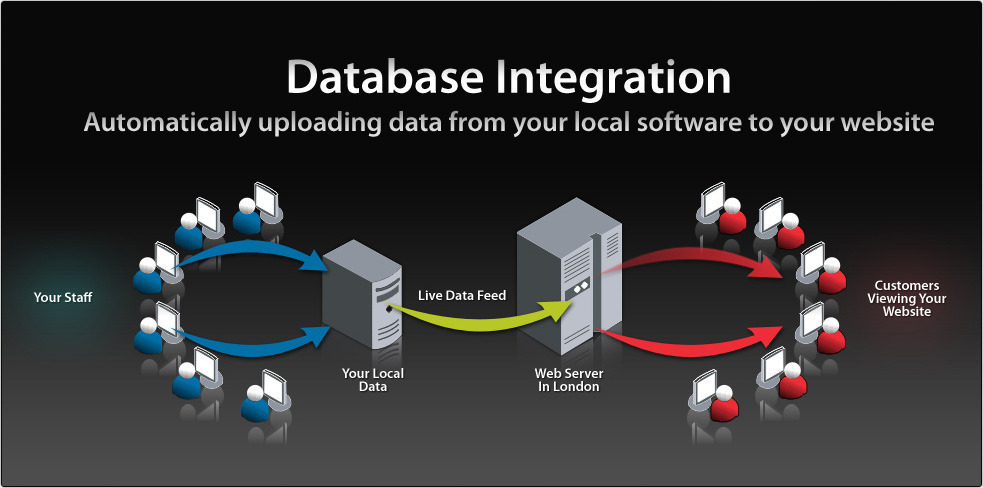 Database Integration
Automatically uploading data from your local software to your website
Your Staff
Live Data Feed
Customers
Viewing Your
Website
Your Local
Data
Web Server
In London